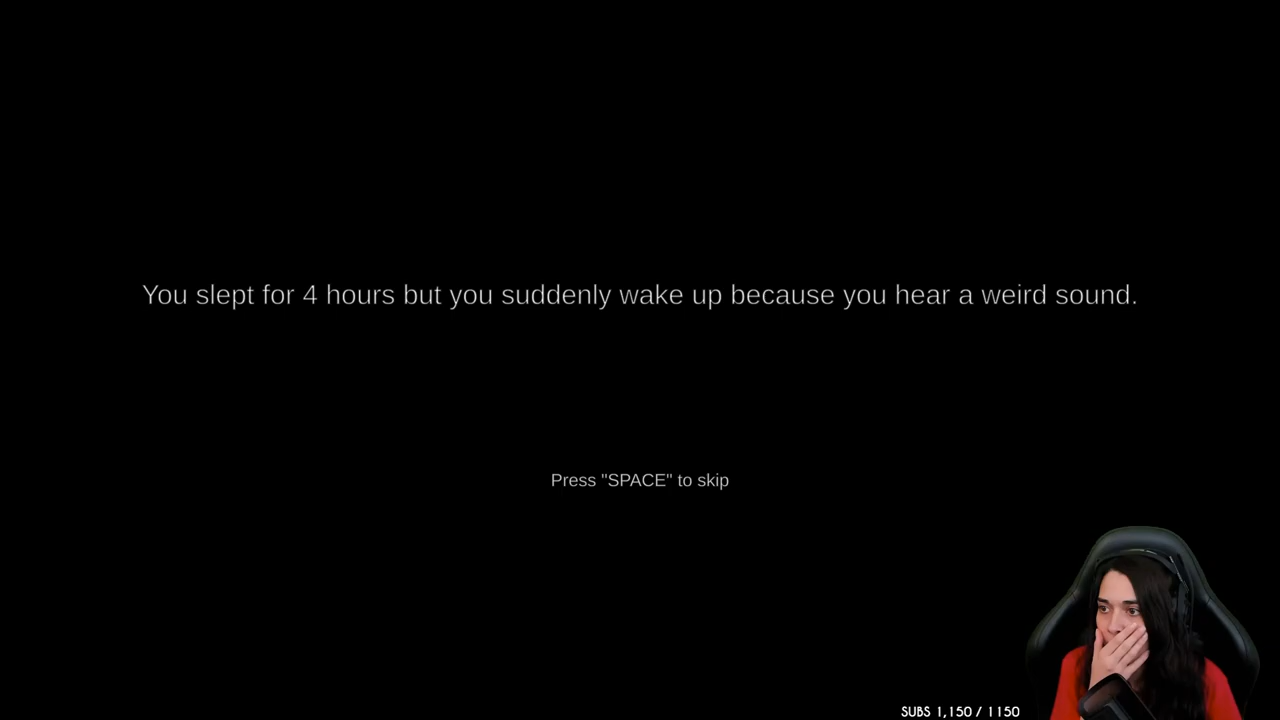 You slept for 4 hours but you suddenly wake up because you hear a weird sound.
Press "SPACE" to skip
SUBS 1,150 / 1150